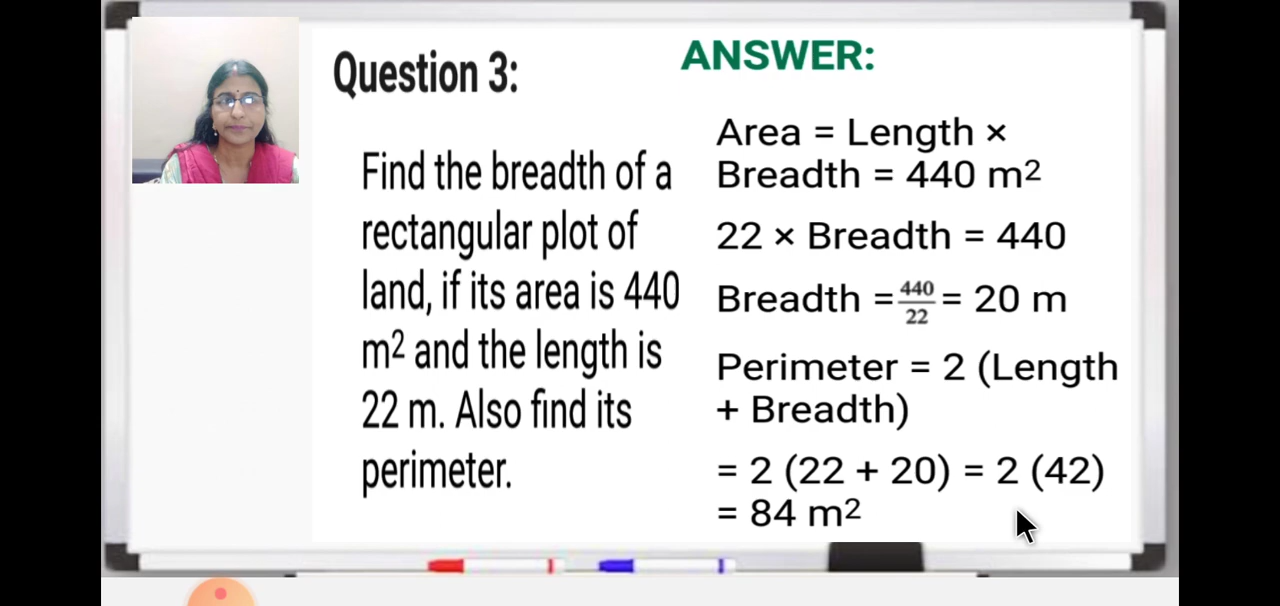 Question 3:
Find the breadth of a
rectangular plot of
land, if its area is 440
m² and the length is
22 m. Also find its
perimeter.
ANSWER:
Area = Length ×
Breadth = 440 m²
22 × Breadth = 440
Breadth = 440/22 = 20 m
Perimeter = 2 (Length
+ Breadth)
= 2 (22 + 20) = 2 (42)
= 84 m²